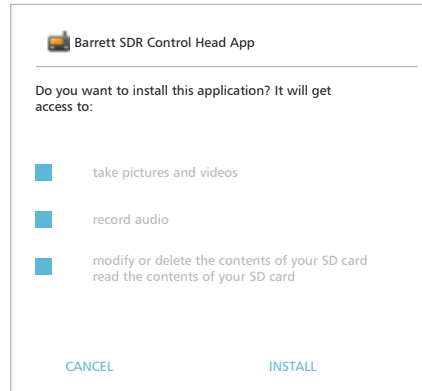 Barrett SDR Control Head App
Do you want to install this application? It will get
access to:
take pictures and videos
record audio
modify or delete the contents of your SD card
read the contents of your SD card
CANCEL INSTALL